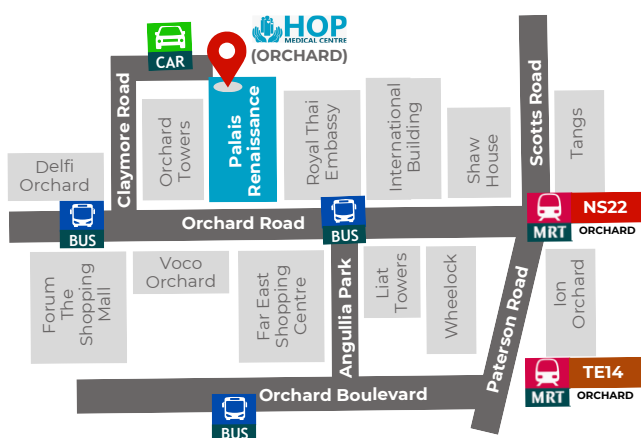 HOP
MEDICAL CENTRE
(ORCHARD)
CAR
Claymore Road
Scotts Road
Delfi
Orchard
Orchard
Towers
Palais
Renaissance
Royal Thai
Embassy
International
Building
Shaw
House
Tangs
BUS
Orchard Road
BUS
MRT
NS22
ORCHARD
Forum
The
Shopping
Mall
Voco
Orchard
Far East
Shopping
Centre
Angullia Park
Liat
Towers
Wheelock
Paterson Road
Ion
Orchard
MRT
TE14
ORCHARD
Orchard Boulevard
BUS